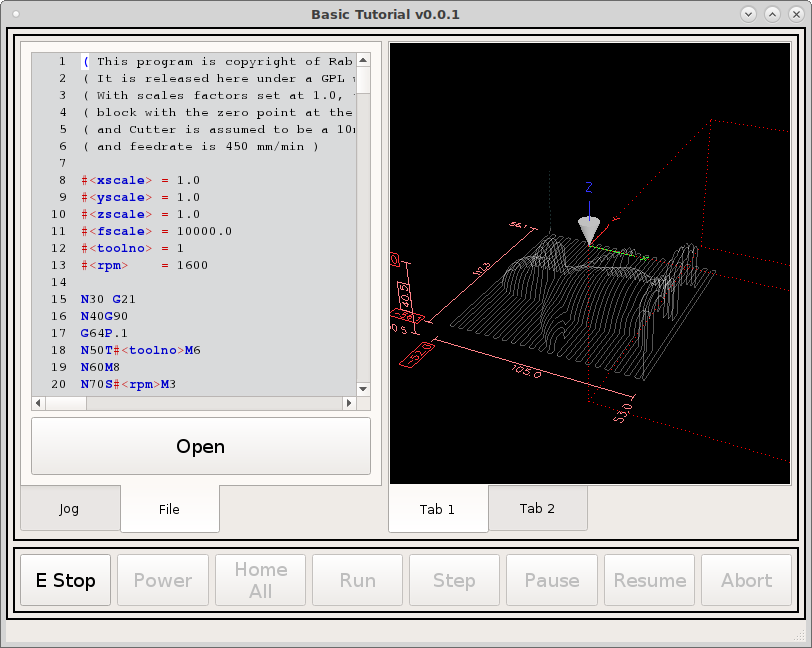 Basic Tutorial v0.0.1
1 ( This program is copyright of Rab
2 ( It is released here under a GPL
3 ( With scales factors set at 1.0,
4 ( block with the zero point at the
5 ( and Cutter is assumed to be a
6 ( and feedrate is 450 mm/min )
7
8 #<xscale> = 1.0
9 #<yscale> = 1.0
10 #<zscale> = 1.0
11 #<fscale> = 10000.0
12 #<toolno> = 1
13 #<rpm> = 1600
14
15 N30 G21
16 N40G90
17 G64P.1
18 N50T#<toolno>M6
19 N60M8
20 N70S#<rpm>M3
Open
Jog File
Z
Y
105.0
53.0
Tab 1 Tab 2
E Stop Power Home All Run Step Pause Resume Abort